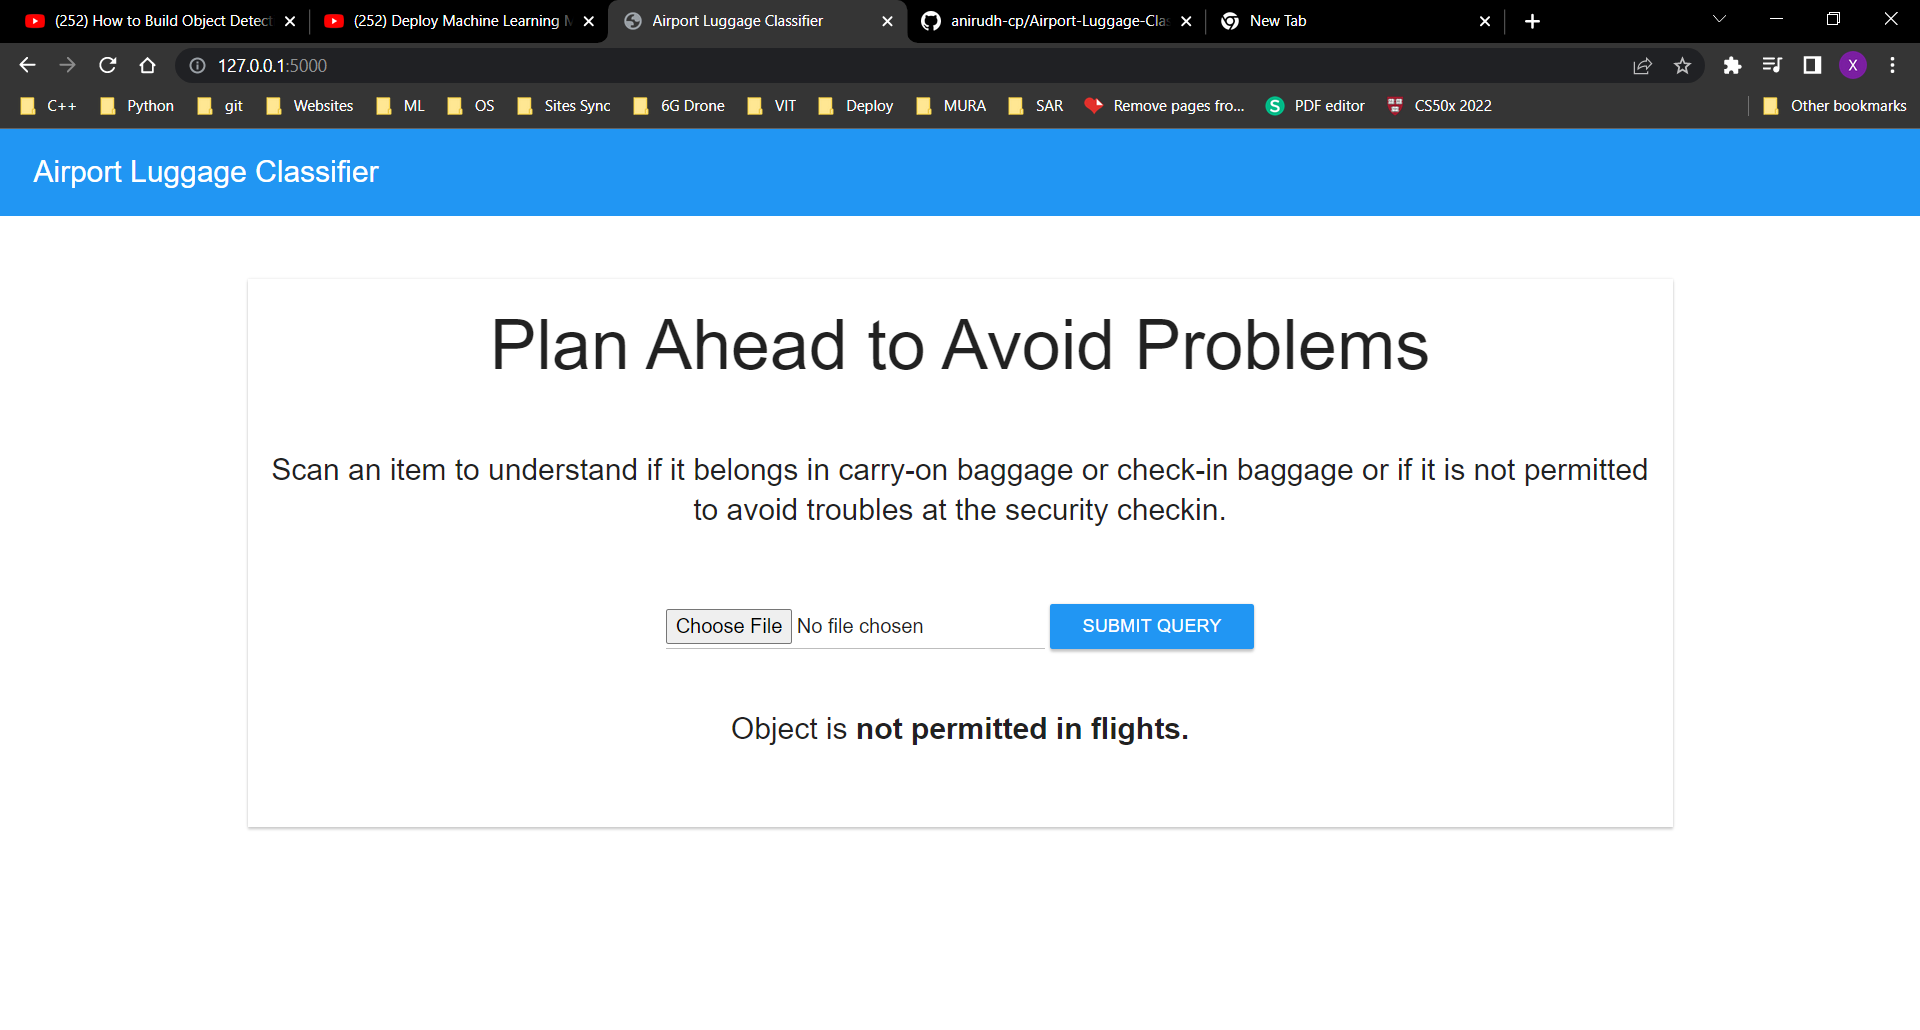 (252) How to Build Object Detect
(252) Deploy Machine Learning M
Airport Luggage Classifier
anirudh-cp/Airport-Luggage-Clas
New Tab
127.0.0.1:5000
X
C++
Python
git
Websites
ML
OS
Sites Sync
6G Drone
VIT
Deploy
MURA
SAR
Remove pages fro...
S
PDF editor
CS50x 2022
Other bookmarks
Airport Luggage Classifier
Plan Ahead to Avoid Problems
Scan an item to understand if it belongs in carry-on baggage or check-in baggage or if it is not permitted
to avoid troubles at the security checkin.
Choose File No file chosen
SUBMIT QUERY
Object is not permitted in flights.